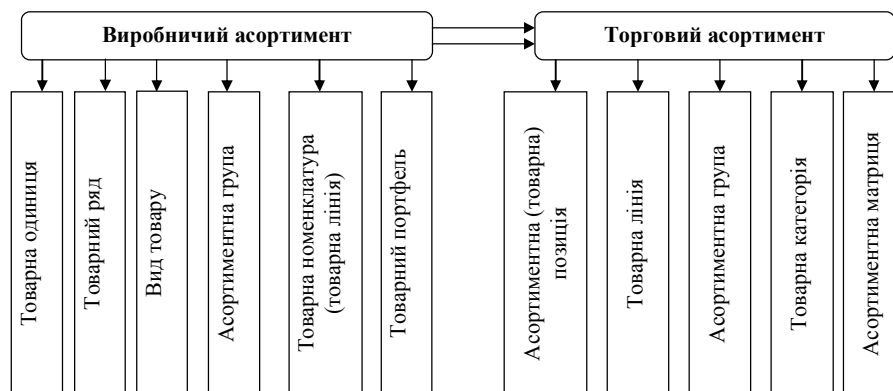 Виробничий асортимент
Торговий асортимент
Товарна одиниця
Товарний ряд
Вид товару
Асортиментна група
Товарна номенклатура
(товарна лінія)
Товарний портфель
Асортиментна (товарна)
позиція
Товарна лінія
Асортиментна група
Товарна категорія
Асортиментна матриця